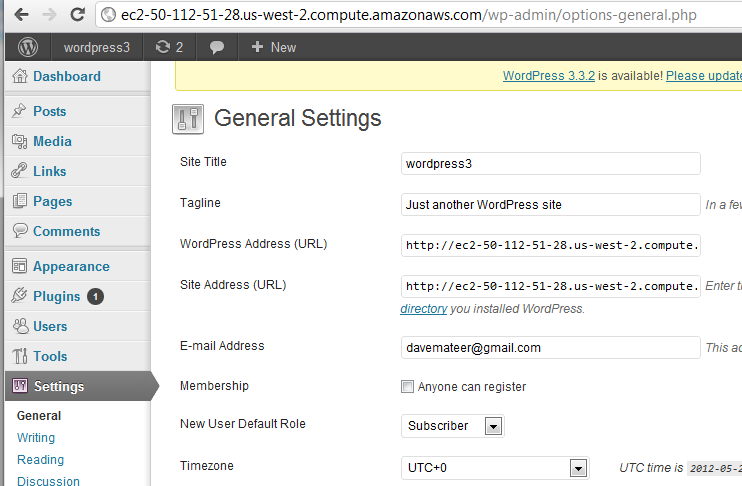 ec2-50-112-51-28.us-west-2.compute.amazonaws.com/wp-admin/options-general.php
wordpress3 2 + New
Dashboard
Posts
Media
Links
Pages
Comments
Appearance
Plugins 1
Users
Tools
Settings
General
Writing
Reading
Discussion
WordPress 3.3.2 is available! Please update
General Settings
Site Title wordpress3
Tagline Just another WordPress site In a few
WordPress Address (URL) http://ec2-50-112-51-28.us-west-2.compute.
Site Address (URL) http://ec2-50-112-51-28.us-west-2.compute. Enter
directory you installed WordPress.
E-mail Address davemateer@gmail.com This
Membership Anyone can register
New User Default Role Subscriber
Timezone UTC+0 UTC time is 2012-05-2